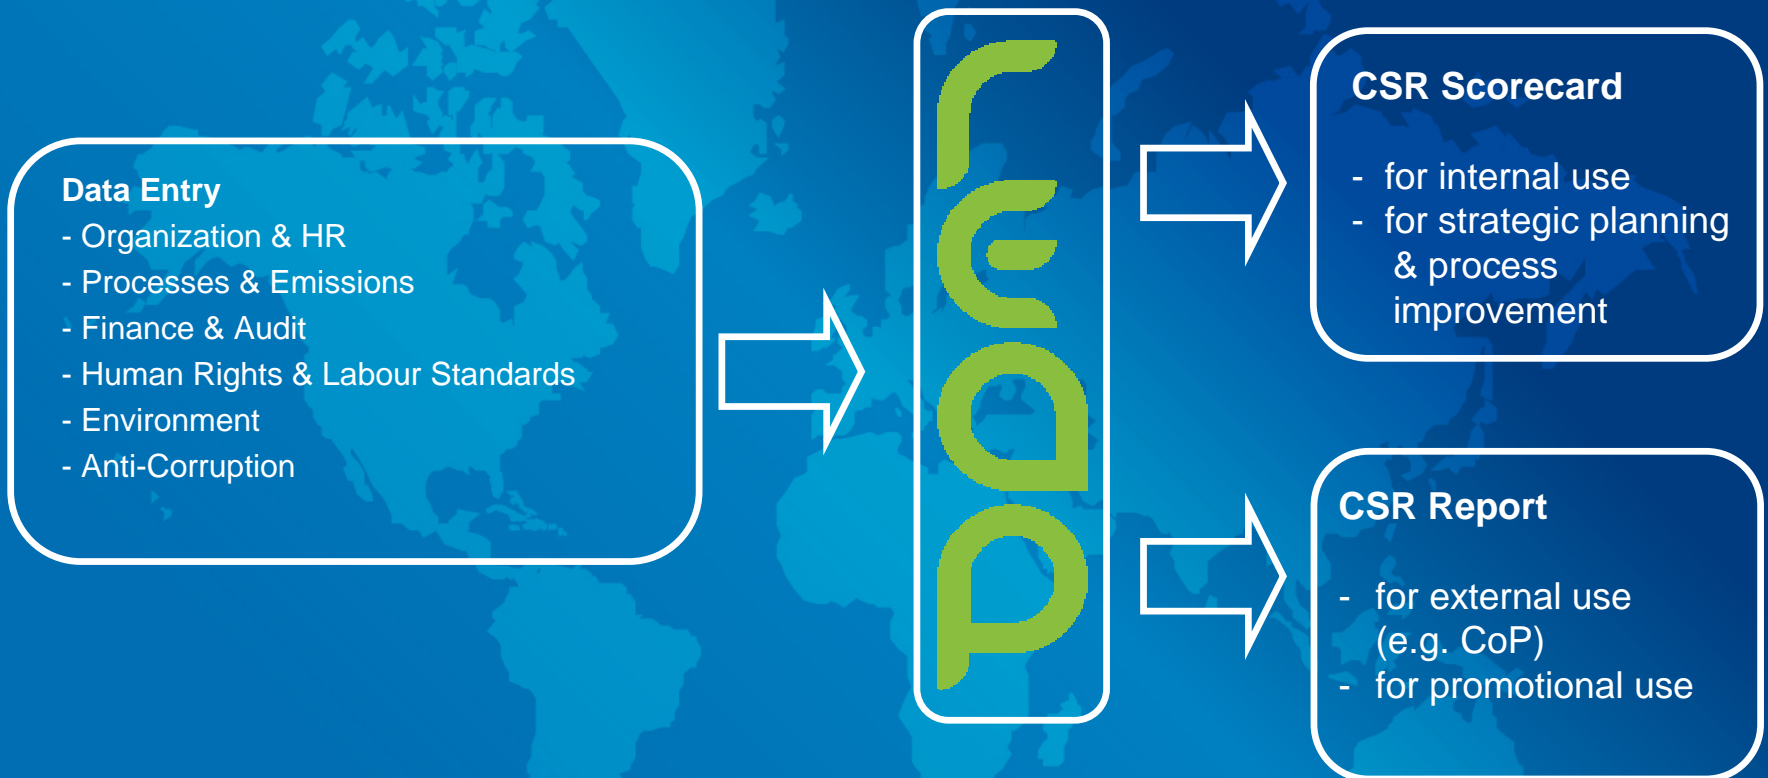 Data Entry
- Organization & HR
- Processes & Emissions
- Finance & Audit
- Human Rights & Labour Standards
- Environment
- Anti-Corruption
reap
CSR Scorecard
- for internal use
- for strategic planning
& process
improvement
CSR Report
- for external use
(e.g. CoP)
- for promotional use